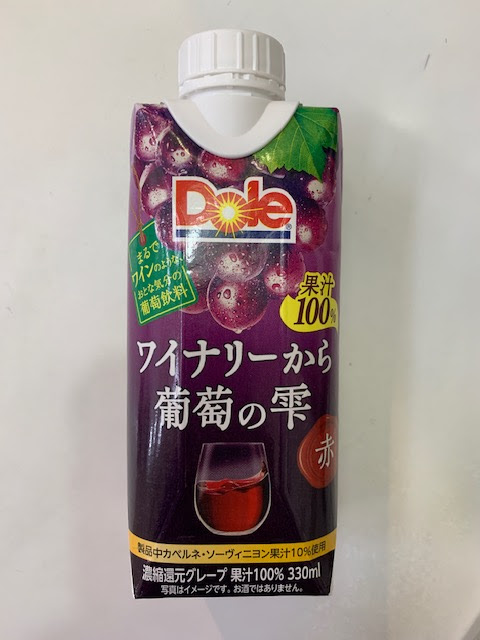 Dole
まるで
ワインのような
おとな気分の
葡萄飲料
果汁
100%
ワイナリーから
葡萄の雫
赤
製品中カベルネ・ソーヴィニヨン果汁10%使用
濃縮還元グレープ 果汁100% 330ml
写真はイメージです。お酒ではありません。